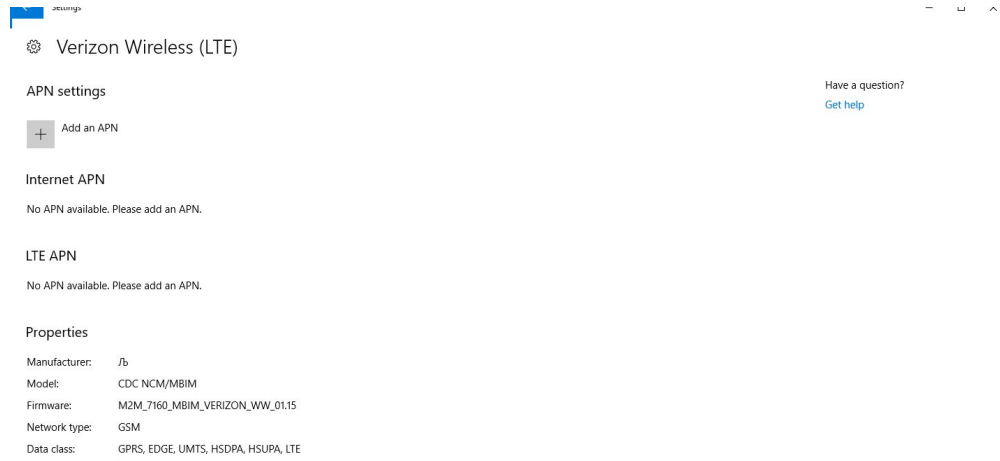 Settings
Verizon Wireless (LTE)
APN settings
Have a question?
Get help
Add an APN
Internet APN
No APN available. Please add an APN.
LTE APN
No APN available. Please add an APN.
Properties
Manufacturer: Љ
Model: CDC NCM/MBIM
Firmware: M2M_7160_MBIM_VERIZON_WW_01.15
Network type: GSM
Data class: GPRS, EDGE, UMTS, HSDPA, HSUPA, LTE